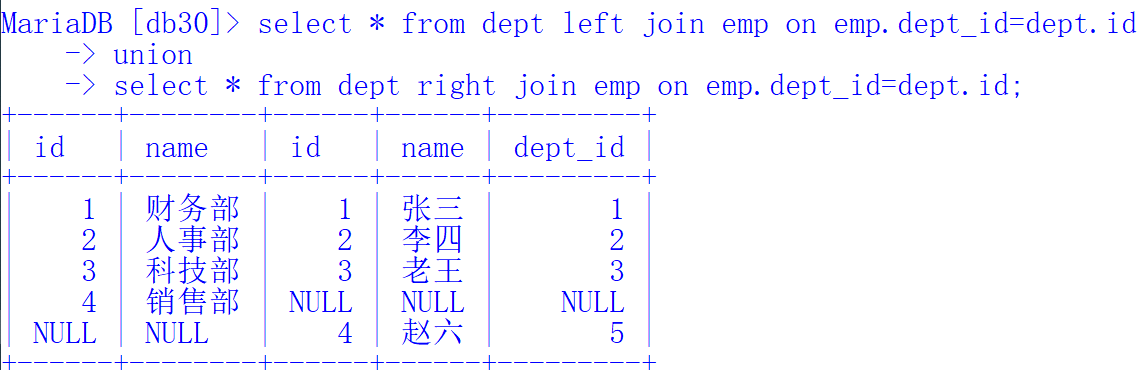 MariaDB [db30]> select * from dept left join emp on emp.dept_id=dept.id
    -> union
    -> select * from dept right join emp on emp.dept_id=dept.id;
+------+--------+------+------+---------+
| id   | name   | id   | name | dept_id |
+------+--------+------+------+---------+
|    1 | 财务部 |    1 | 张三 |       1 |
|    2 | 人事部 |    2 | 李四 |       2 |
|    3 | 科技部 |    3 | 老王 |       3 |
|    4 | 销售部 | NULL | NULL |    NULL |
| NULL | NULL   |    4 | 赵六 |       5 |
+------+--------+------+------+---------+